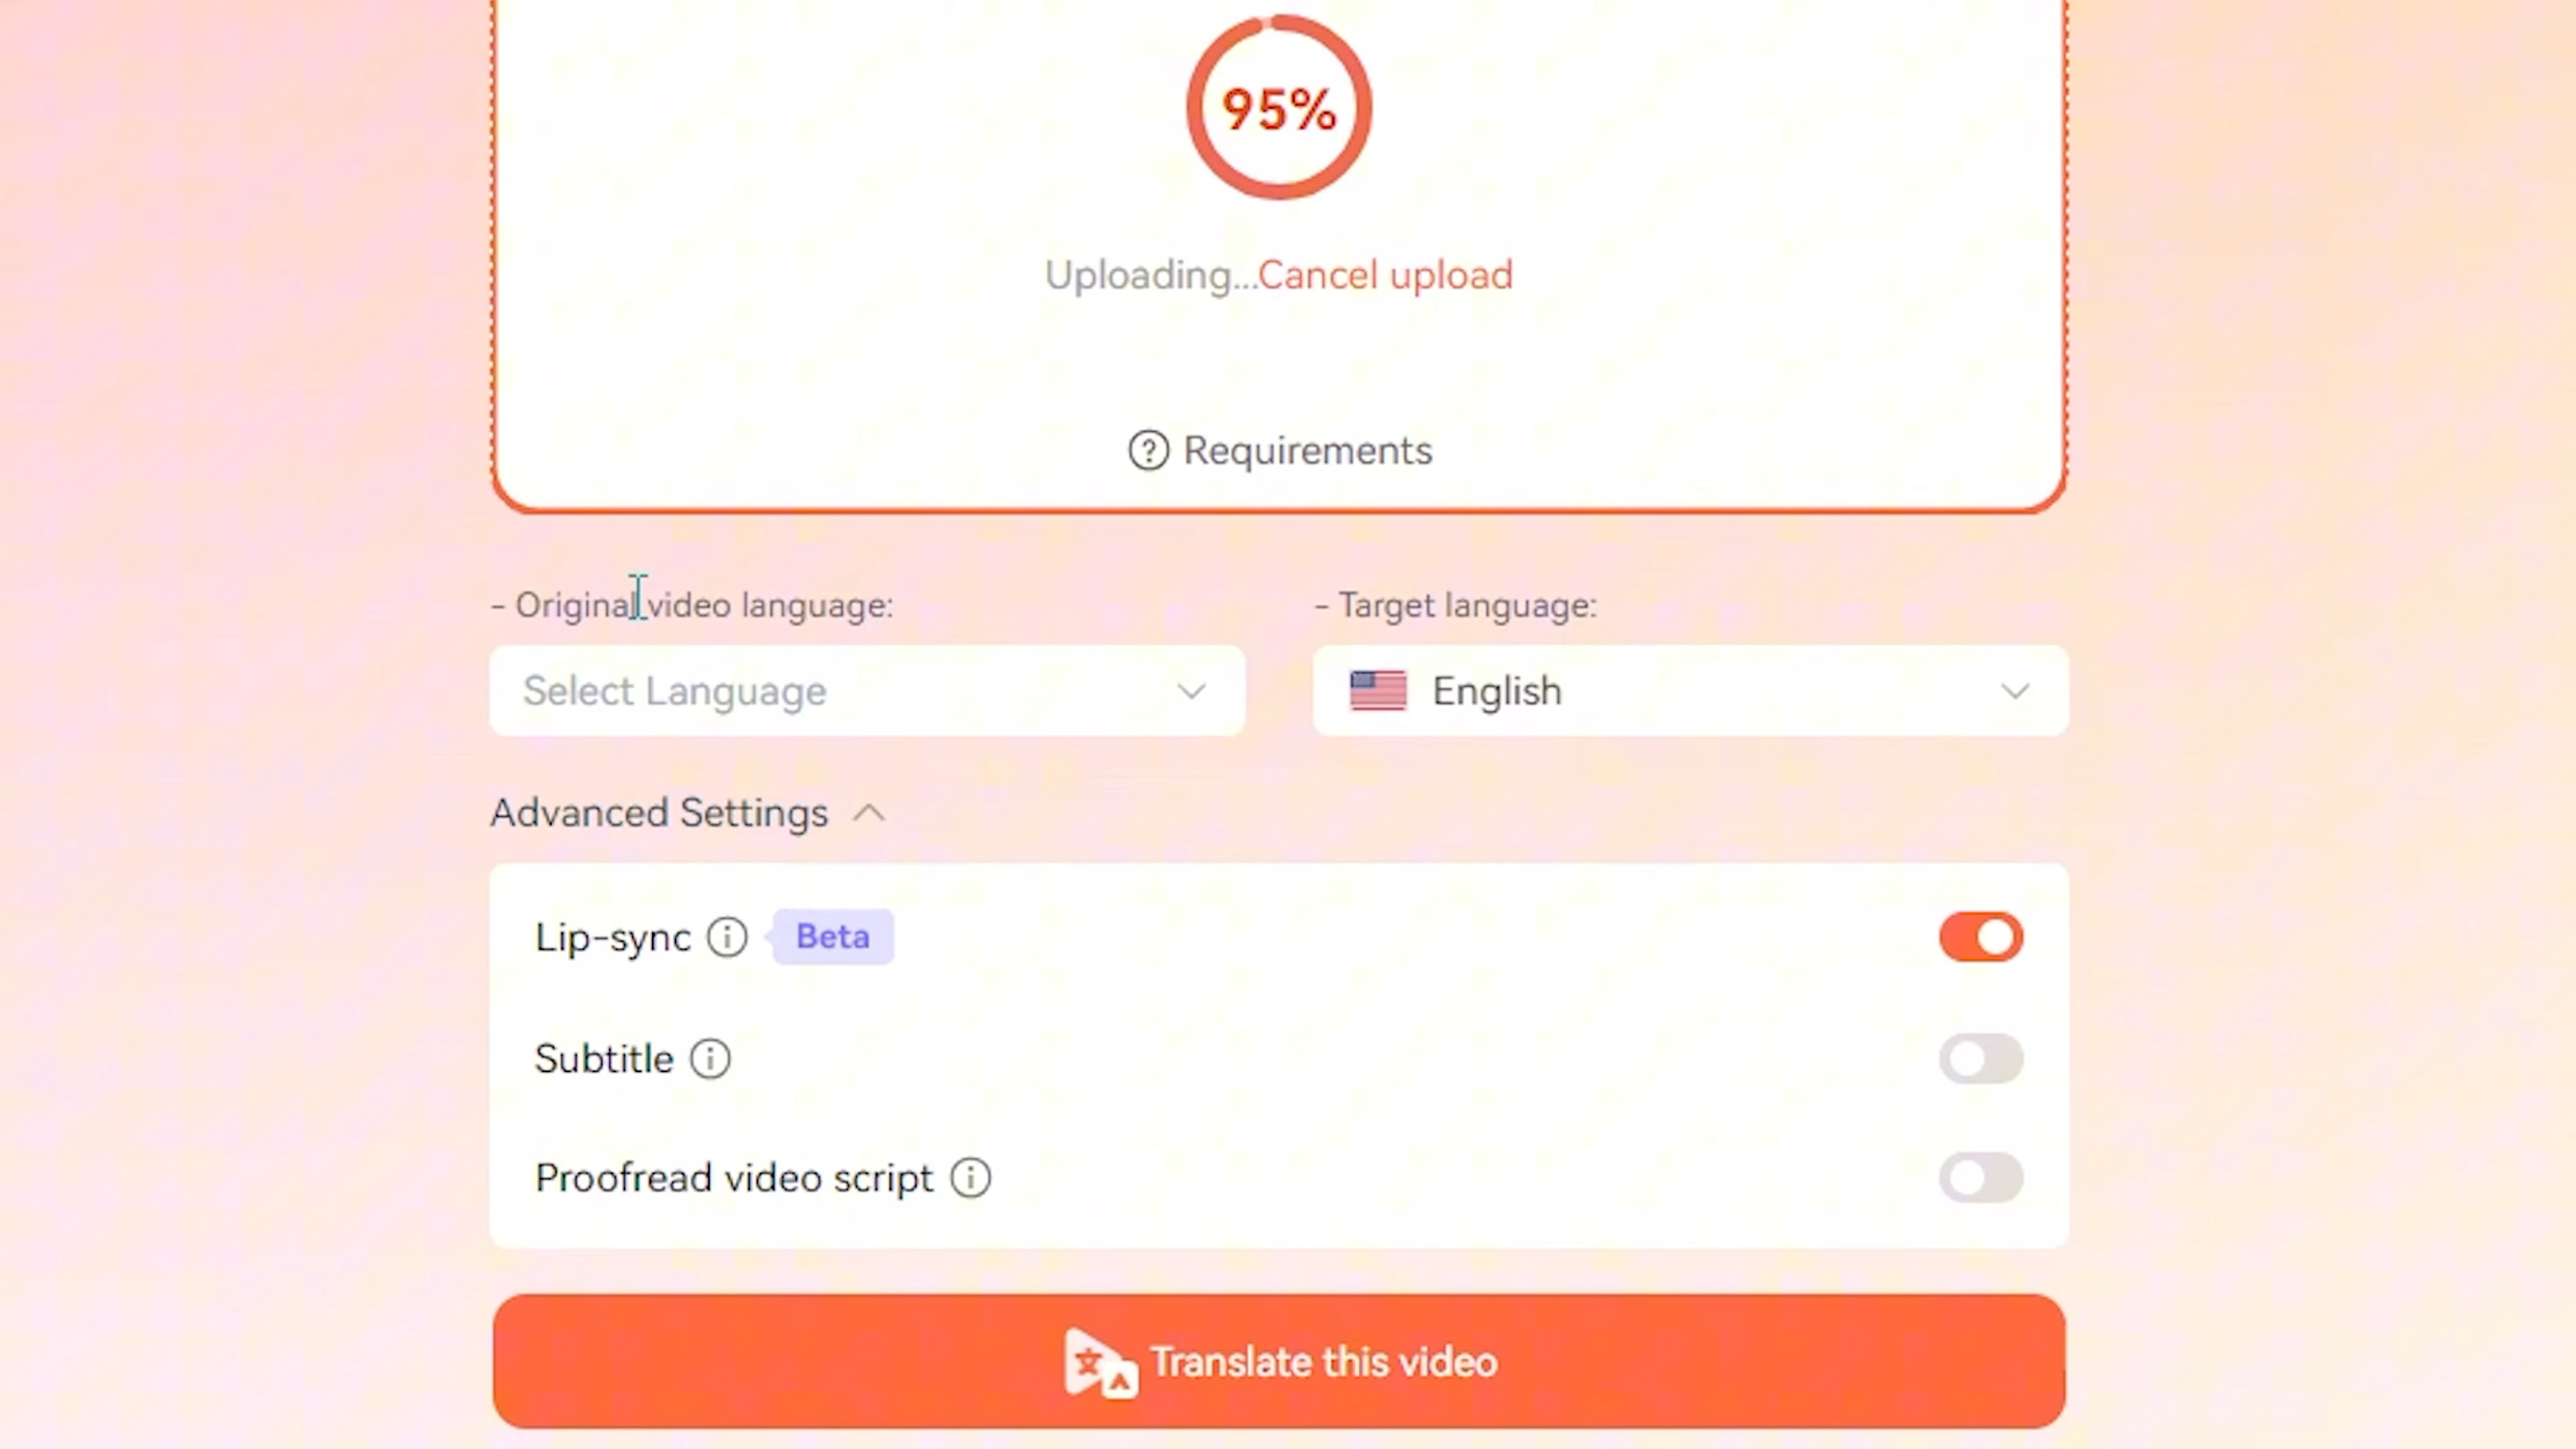 95%
Uploading...Cancel upload
Requirements
- Original video language:
- Target language:
Select Language
English
Advanced Settings
Lip-sync
Beta
Subtitle
Proofread video script
Translate this video